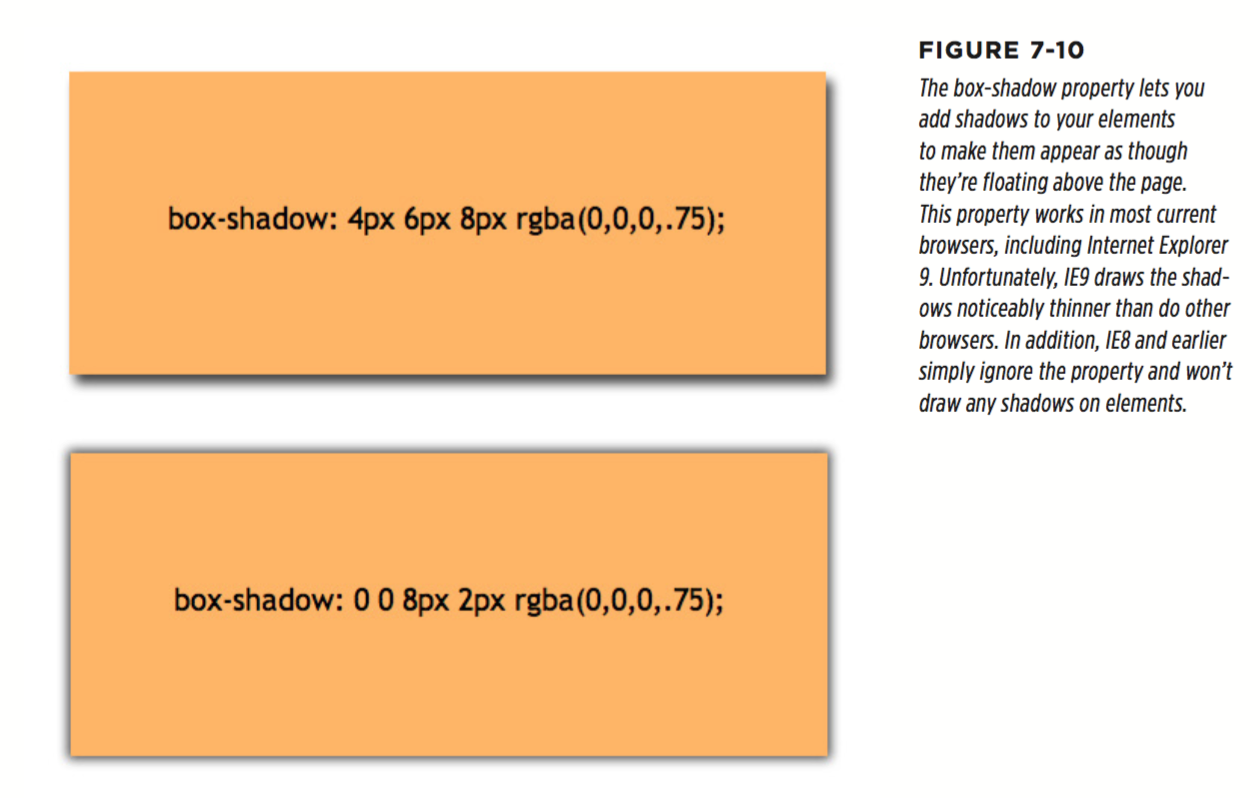 box-shadow: 4px 6px 8px rgba(0,0,0,.75);
box-shadow: 0 0 8px 2px rgba(0,0,0,.75);
FIGURE 7-10
The box-shadow property lets you
add shadows to your elements
to make them appear as though
they're floating above the page.
This property works in most current
browsers, including Internet Explorer
9. Unfortunately, IE9 draws the shad-
ows noticeably thinner than do other
browsers. In addition, IE8 and earlier
simply ignore the property and won't
draw any shadows on elements.